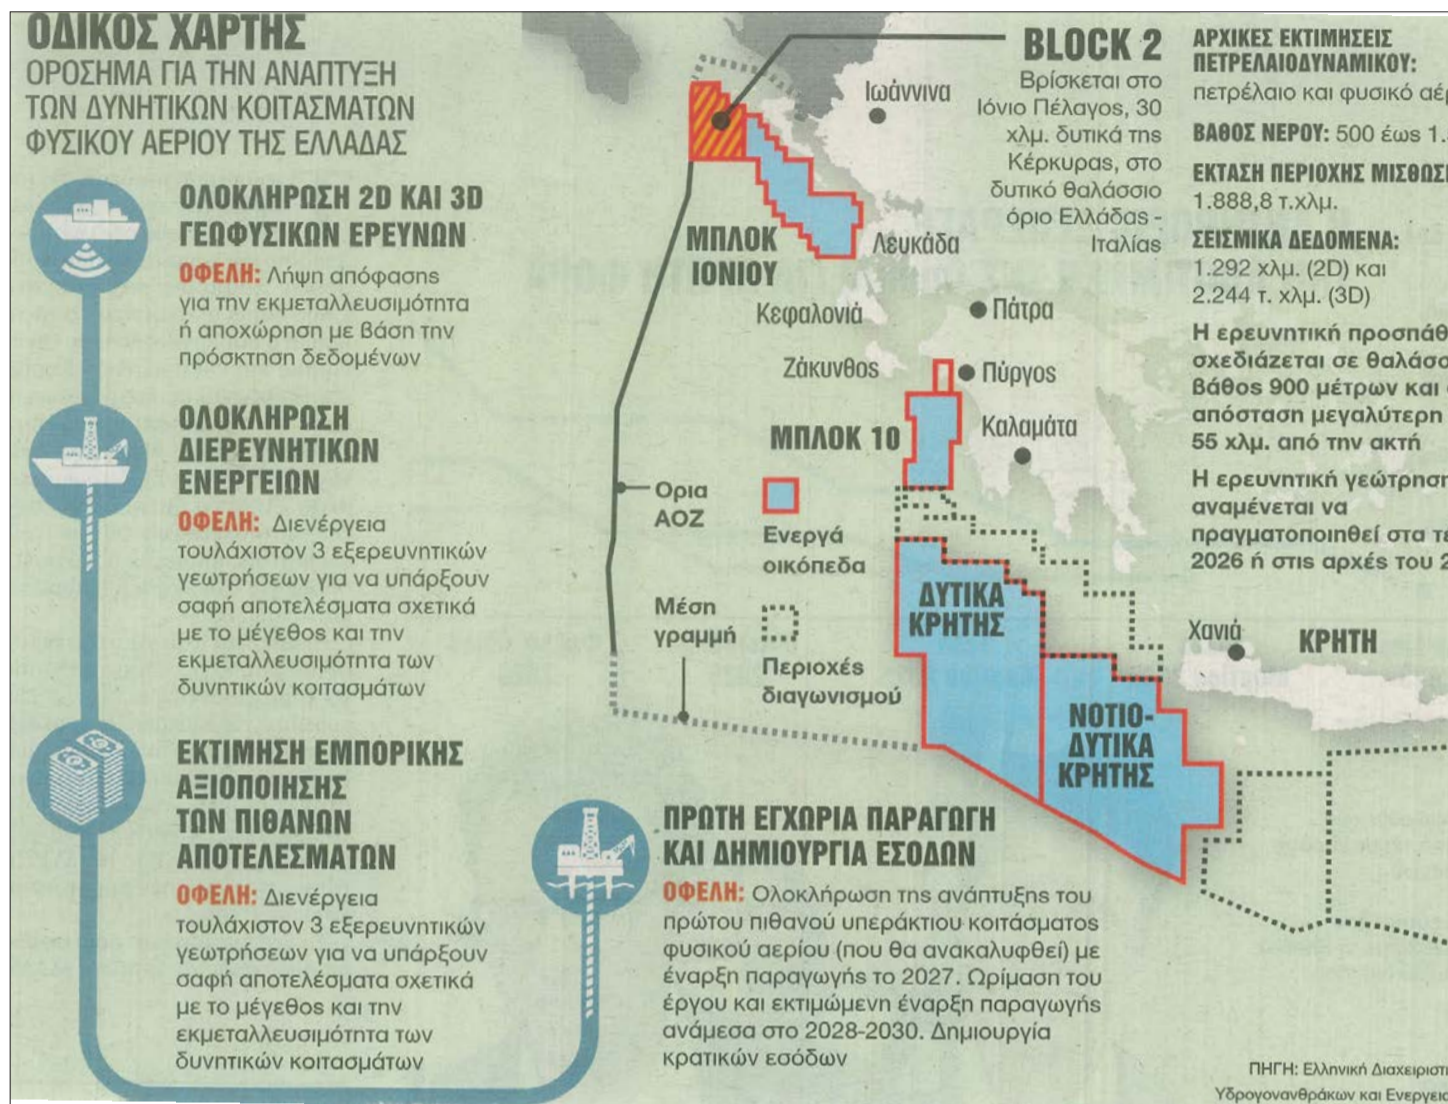 ΟΔΙΚΟΣ ΧΑΡΤΗΣ
ΟΡΟΣΗΜΑ ΓΙΑ ΤΗΝ ΑΝΑΠΤΥΞΗ
ΤΩΝ ΔΥΝΗΤΙΚΩΝ ΚΟΙΤΑΣΜΑΤΩΝ
ΦΥΣΙΚΟΥ ΑΕΡΙΟΥ ΤΗΣ ΕΛΛΑΔΑΣ
ΟΛΟΚΛΗΡΩΣΗ 2D ΚΑΙ 3D
ΓΕΩΦΥΣΙΚΩΝ ΕΡΕΥΝΩΝ
ΟΦΕΛΗ: Λήψη απόφασης
για την εκμεταλλευσιμότητα
ή αποχώρηση με βάση την
πρόσκτηση δεδομένων
ΟΛΟΚΛΗΡΩΣΗ
ΔΙΕΡΕΥΝΗΤΙΚΩΝ
ΕΝΕΡΓΕΙΩΝ
ΟΦΕΛΗ: Διενέργεια
τουλάχιστον 3 εξερευνητικών
γεωτρήσεων για να υπάρξουν
σαφή αποτελέσματα σχετικά
με το μέγεθος και την
εκμεταλλευσιμότητα των
δυνητικών κοιτασμάτων
ΕΚΤΙΜΗΣΗ ΕΜΠΟΡΙΚΗΣ
ΑΞΙΟΠΟΙΗΣΗΣ
ΤΩΝ ΠΙΘΑΝΩΝ
ΑΠΟΤΕΛΕΣΜΑΤΩΝ
ΟΦΕΛΗ: Διενέργεια
τουλάχιστον 3 εξερευνητικών
γεωτρήσεων για να υπάρξουν
σαφή αποτελέσματα σχετικά
με το μέγεθος και την
εκμεταλλευσιμότητα των
δυνητικών κοιτασμάτων
ΠΡΩΤΗ ΕΓΧΩΡΙΑ ΠΑΡΑΓΩΓΗ
ΚΑΙ ΔΗΜΙΟΥΡΓΙΑ ΕΣΟΔΩΝ
ΟΦΕΛΗ: Ολοκλήρωση της ανάπτυξης του
πρώτου πιθανού υπεράκτιου κοιτάσματος
φυσικού αερίου (που θα ανακαλυφθεί) με
έναρξη παραγωγής το 2027. Ωρίμαση του
έργου και εκτιμώμενη έναρξη παραγωγής
ανάμεσα στο 2028-2030. Δημιουργία
κρατικών εσόδων
BLOCK 2
Βρίσκεται στο
Ιόνιο Πέλαγος, 30
χλμ. δυτικά της
Κέρκυρας, στο
δυτικό θαλάσσιο
όριο Ελλάδας -
Ιταλίας
Ιωάννινα
ΜΠΛΟΚ
ΙΟΝΙΟΥ
Λευκάδα
Κεφαλονιά
Πάτρα
Ζάκυνθος
Πύργος
ΜΠΛΟΚ 10
Καλαμάτα
Ορια
ΑΟΖ
Ενεργά
οικόπεδα
Μέση
γραμμή
Περιοχές
διαγωνισμού
ΔΥΤΙΚΑ
ΚΡΗΤΗΣ
ΝΟΤΙΟ-
ΔΥΤΙΚΑ
ΚΡΗΤΗΣ
Χανιά
ΚΡΗΤΗ
ΑΡΧΙΚΕΣ ΕΚΤΙΜΗΣΕΙΣ
ΠΕΤΡΕΛΑΙΟΔΥΝΑΜΙΚΟΥ:
πετρέλαιο και φυσικό
ΒΑΘΟΣ ΝΕΡΟΥ: 500 έως
ΕΚΤΑΣΗ ΠΕΡΙΟΧΗΣ
1.888,8 τ.χλμ.
ΣΕΙΣΜΙΚΑ ΔΕΔΟΜΕΝΑ:
1.292 χλμ. (2D) και
2.244 τ. χλμ. (3D)
Η ερευνητική
σχεδιάζεται σε
βάθος 900 μέτρων και
απόσταση μεγαλύτερη
55 χλμ. από την ακτή
Η ερευνητική
αναμένεται να
πραγματοποιηθεί στα
2026 ή στις αρχές του
ΠΗΓΗ: Ελληνική
Υδρογονανθράκων και